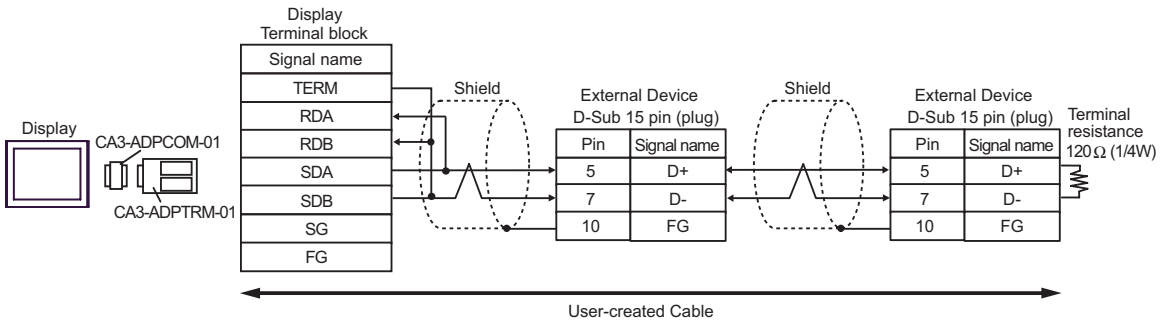 Display
CA3-ADPCOM-01
CA3-ADPTRM-01
Display
Terminal block
Signal name
TERM
RDA
RDB
SDA
SDB
SG
FG
Shield
External Device
D-Sub 15 pin (plug)
Pin Signal name
5 D+
7 D-
10 FG
Shield
External Device
D-Sub 15 pin (plug)
Pin Signal name
5 D+
7 D-
10 FG
Terminal
resistance
120Ω (1/4W)
User-created Cable